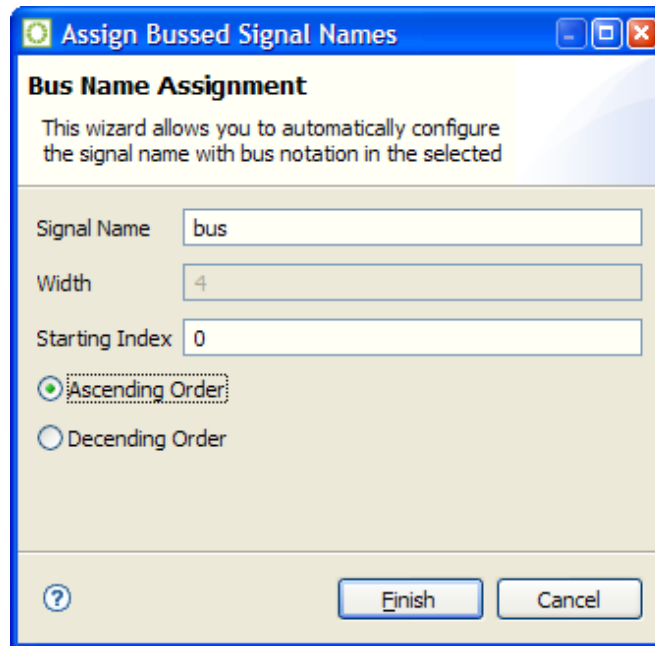 Assign Bussed Signal Names
Bus Name Assignment
This wizard allows you to automatically configure
the signal name with bus notation in the selected
Signal Name bus
Width 4
Starting Index 0
Ascending Order
Decending Order
? Finish Cancel